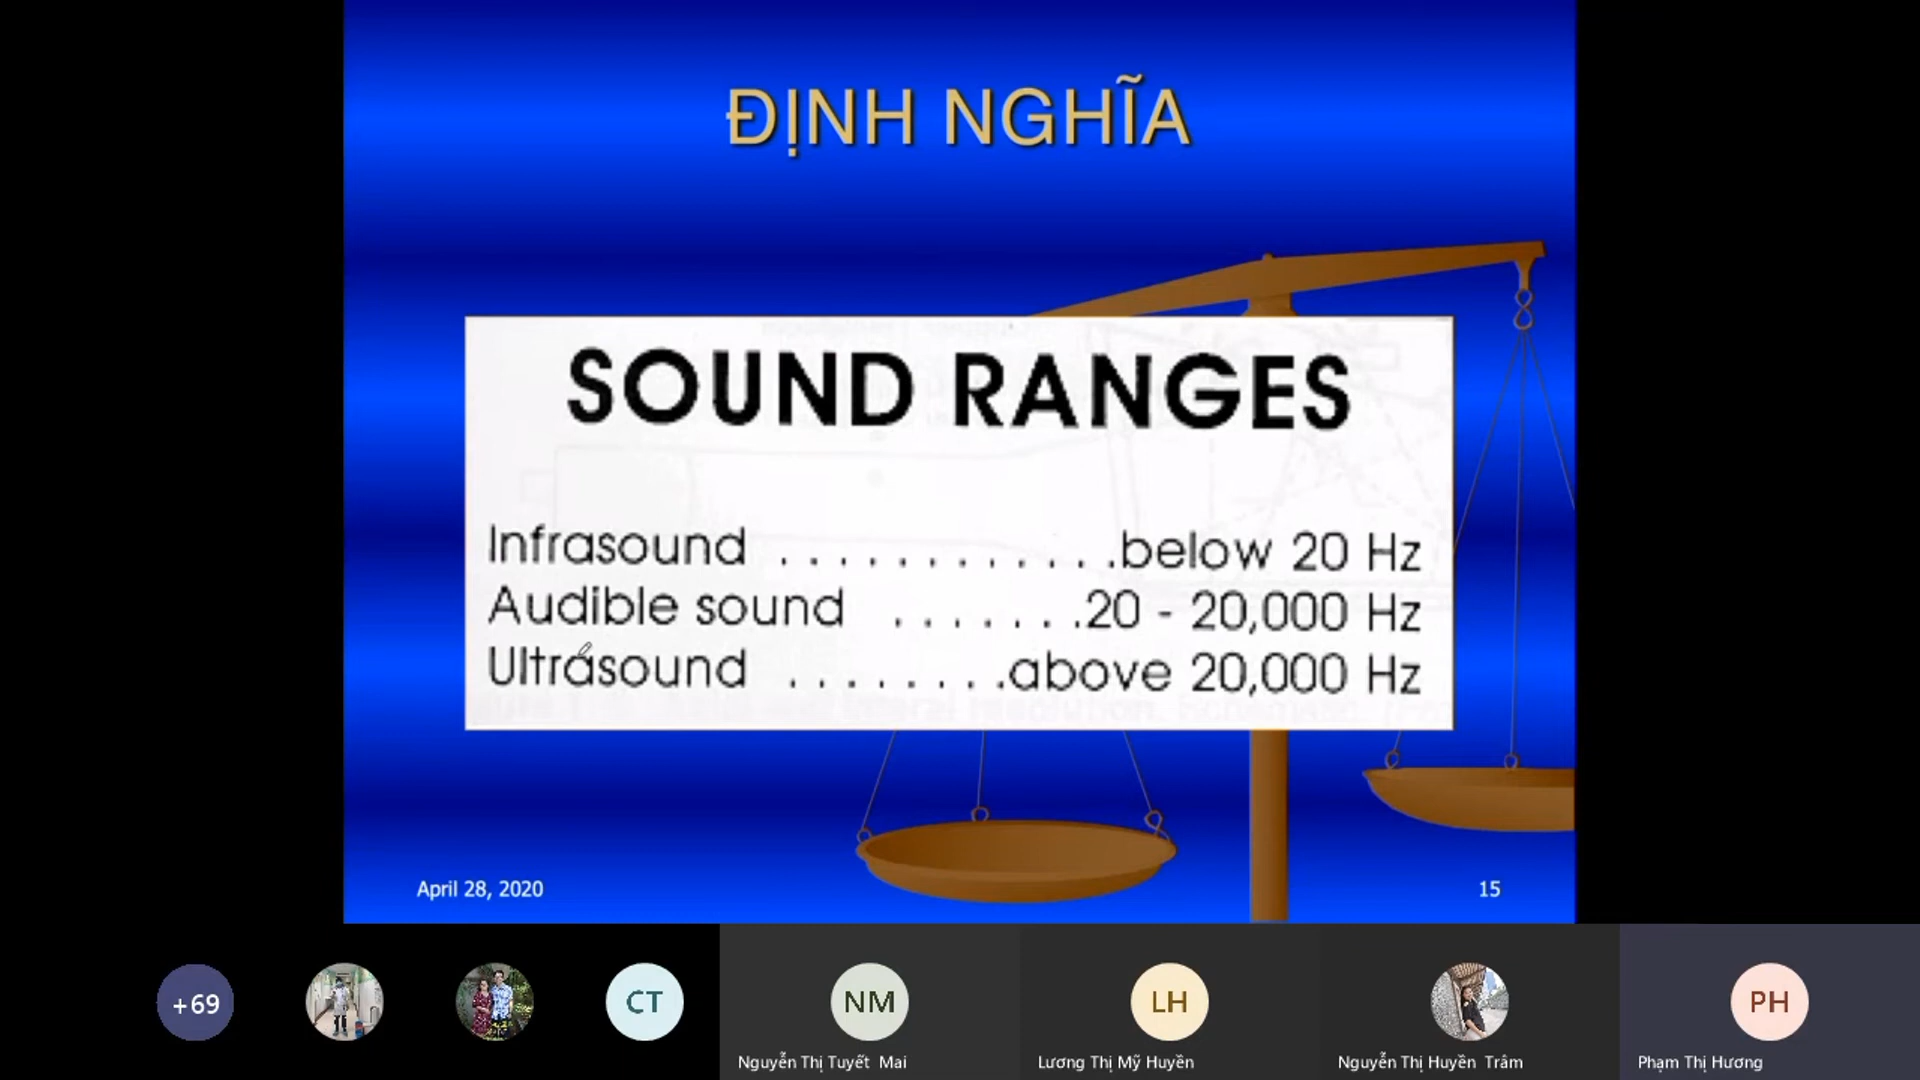 ĐỊNH NGHĨA
SOUND RANGES
Infrasound . . . . . . . . . . . .below 20 Hz
Audible sound . . . . . . .20 - 20,000 Hz
Ultrasound . . . . . . . .above 20,000 Hz
April 28, 2020
15
+69
CT
NM
LH
PH
Nguyễn Thị Tuyết Mai
Lương Thị Mỹ Huyền
Nguyễn Thị Huyền Trâm
Phạm Thị Hương